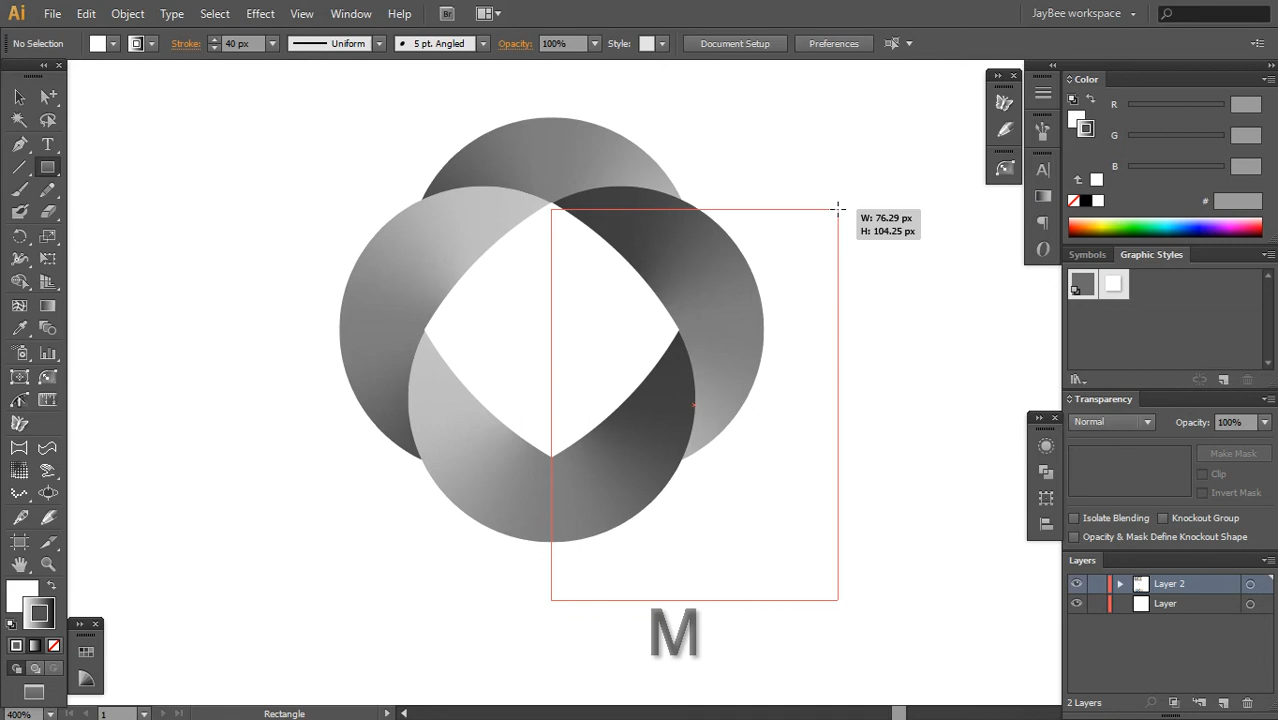 Ai File Edit Object Type Select Effect View Window Help Br JayBee workspace
No Selection Stroke: 40 px Uniform 5 pt. Angled Opacity: 100% Style: Document Setup Preferences
Color
R
G
B
#
Symbols Graphic Styles
W: 76.29 px
H: 104.25 px
Transparency
Normal Opacity: 100%
Make Mask
Clip
Invert Mask
Isolate Blending Knockout Group
Opacity & Mask Define Knockout Shape
Layers
Layer 2
Layer
M
2 Layers
400% 1 Rectangle